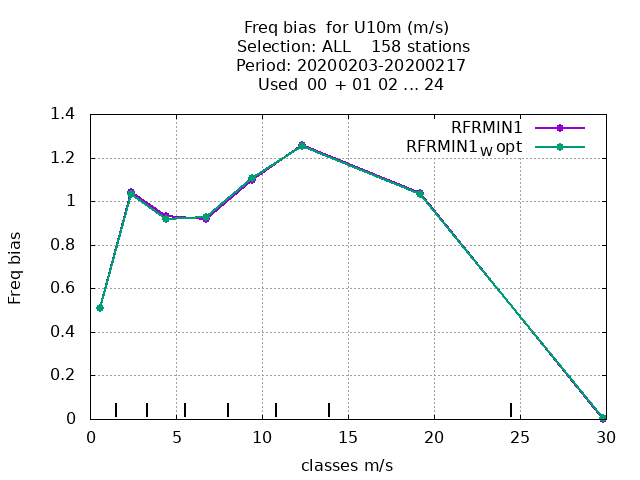 Freq bias  for U10m (m/s)
Selection: ALL    158 stations
Period: 20200203-20200217
Used  00  + 01 02 ... 24
RFRMIN1
RFRMIN1W opt
1.4
1.2
1
0.8
0.6
0.4
0.2
0
Freq bias
0 5 10 15 20 25 30
classes m/s